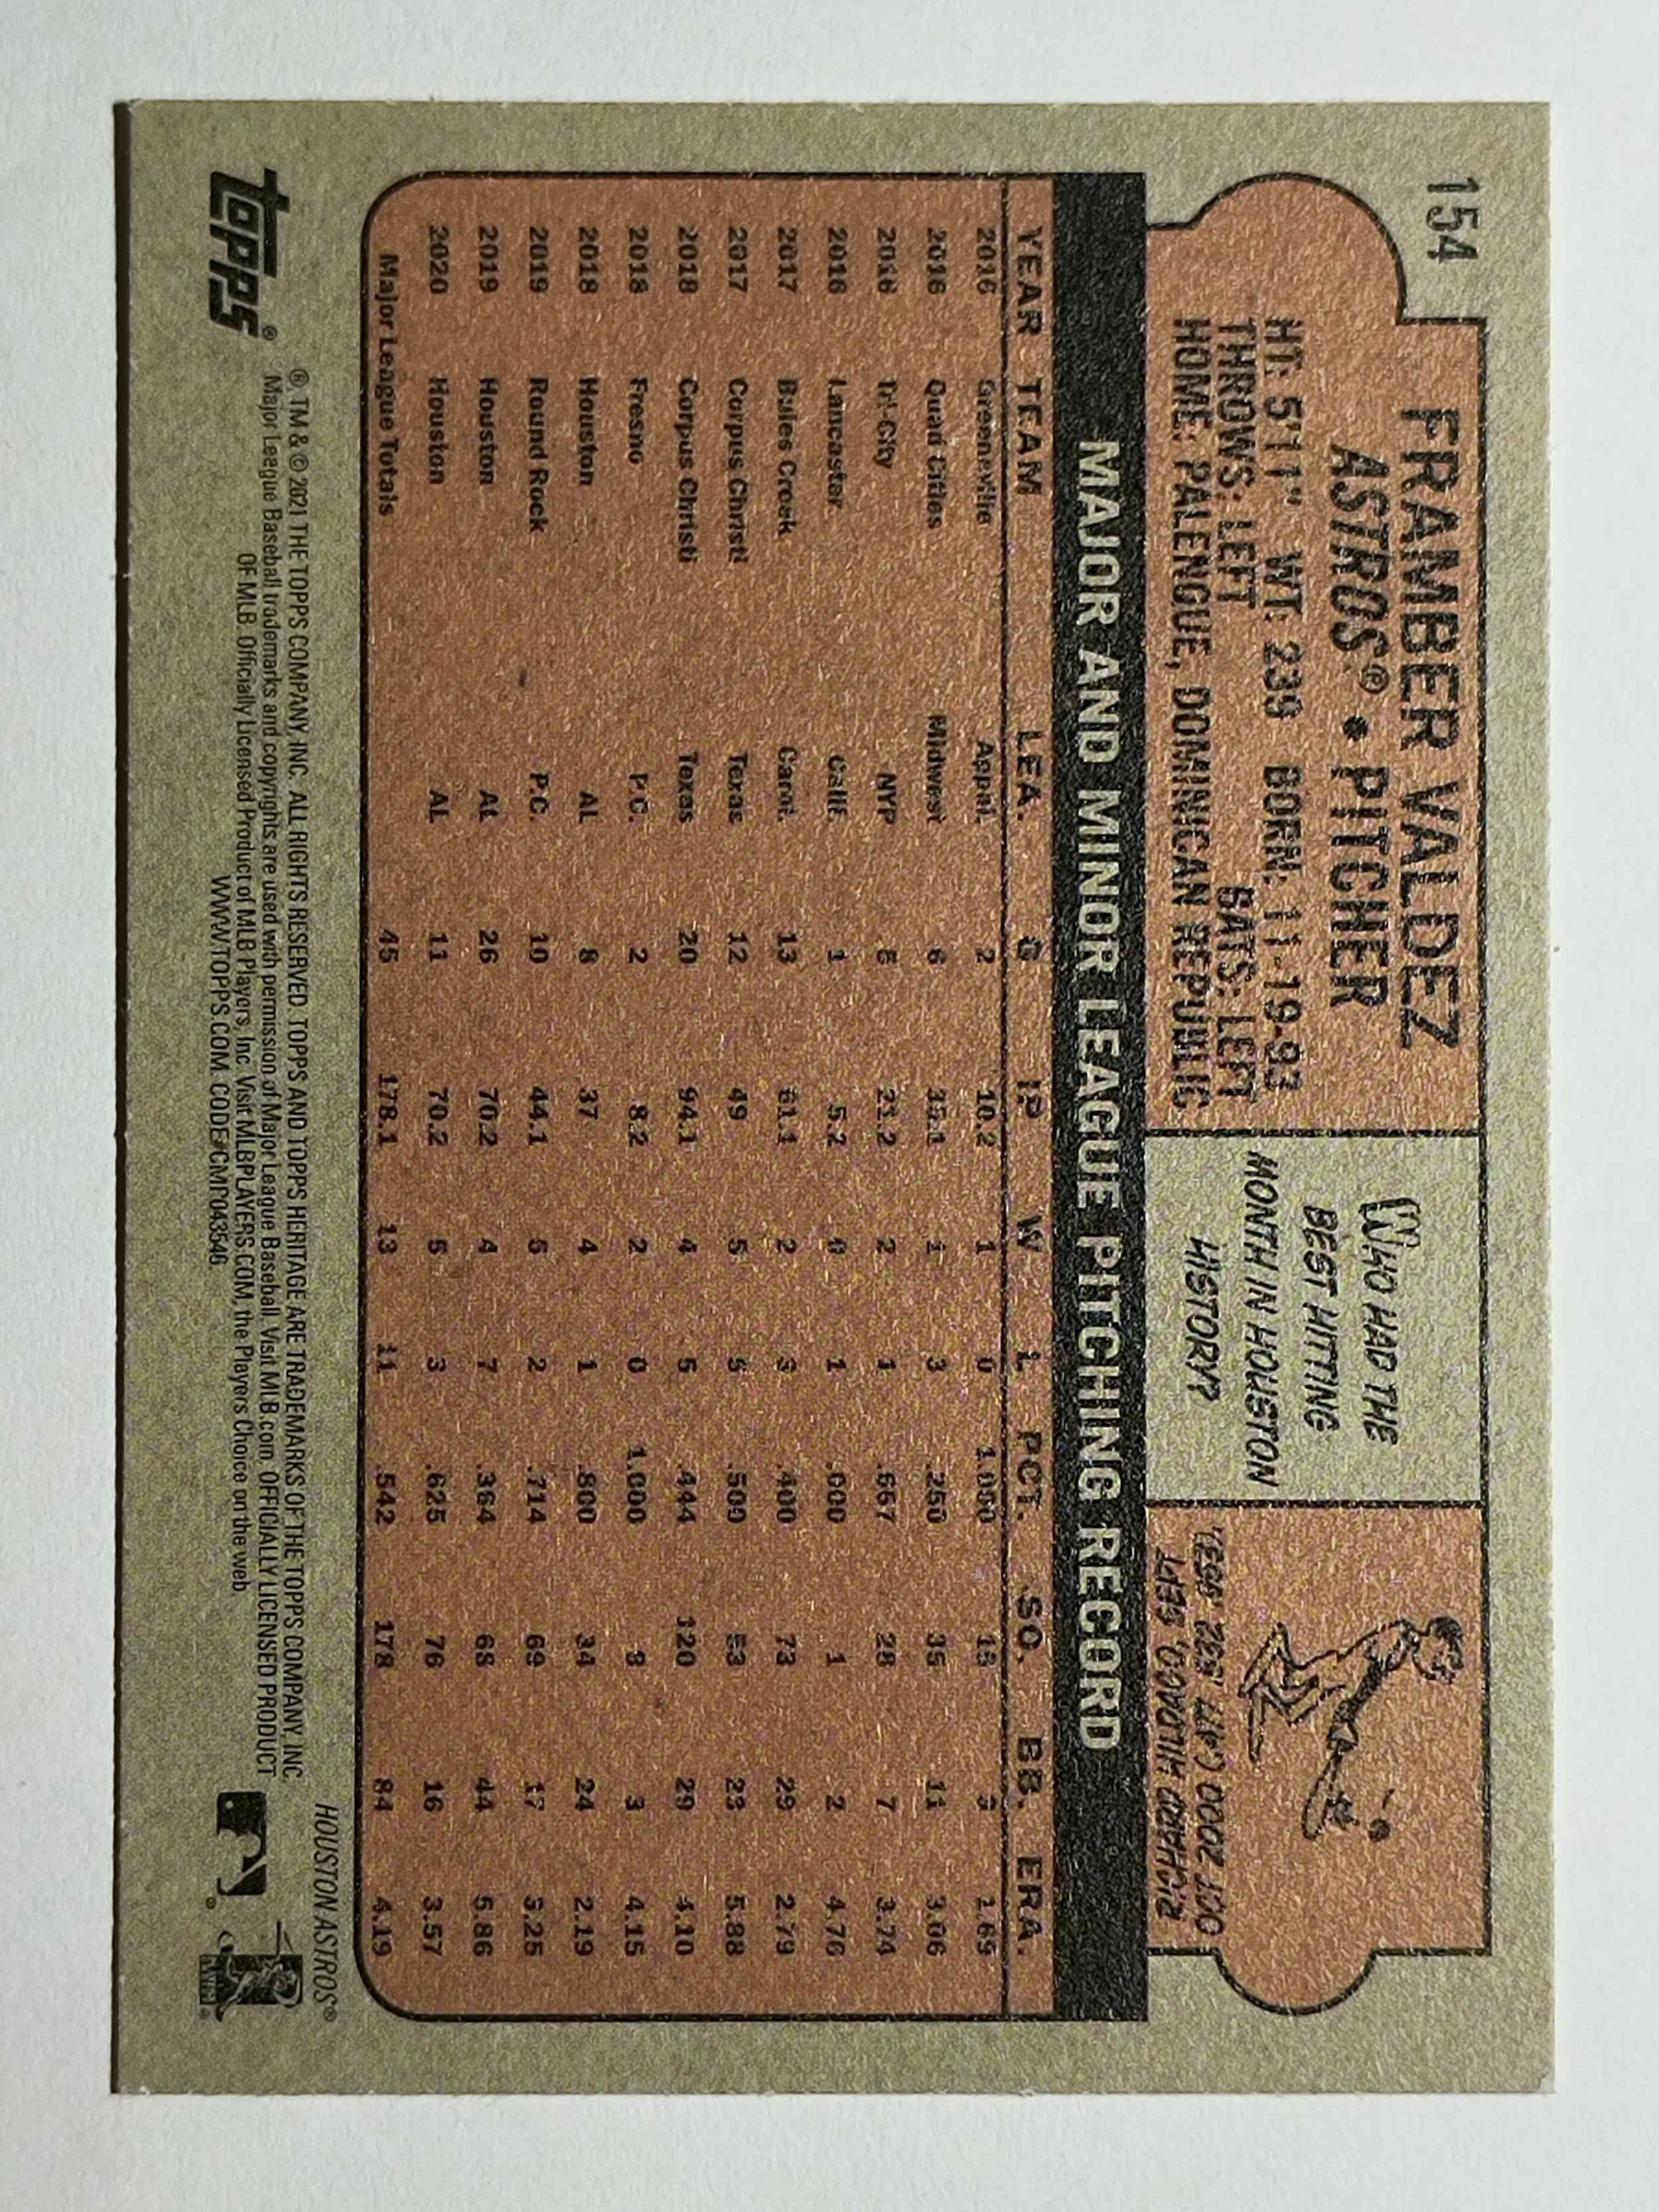 154
FRAMBER VALDEZ
ASTROS® • PITCHER
HT: 5'11" WT: 239 BORN: 11-19-93
THROWS: LEFT BATS: LEFT
HOME: PALENQUE, DOMINICAN REPUBLIC
WHO HAD THE
BEST HITTING
MONTH IN HOUSTON
HISTORY?
RICHARD HIDALGO, SEPT
OCT 2000
MAJOR AND MINOR LEAGUE PITCHING RECORD
YEAR TEAM LEA. G IP W L PCT. SO. BB. ERA.
2016 Greeneville Appal. 2 10.2 1 0 1.000 3 1.69
2016 Quad Cities Midwest 6 35.1 1 3 .250 35 11 3.06
2016 Tri-City NYP 5 21.2 2 1 .667 28 7 3.74
2016 Lancaster Calif. 1 5.2 0 1 .000 1 2 4.76
2017 Buies Creek Carol. 13 61.1 2 3 .400 73 29 2.79
2017 Corpus Christi Texas 12 49 5 5 .500 53 23 5.88
2018 Corpus Christi Texas 20 94.1 4 5 .444 120 29 4.10
2018 Fresno P.C. 2 8.2 2 0 1.000 3 4.15
2018 Houston AL 8 37 4 1 .800 34 24 2.19
2019 Round Rock P.C. 10 44.1 5 2 .714 69 17 3.25
2019 Houston AL 26 70.2 4 7 .364 68 44 5.86
2020 Houston AL 11 70.2 5 3 .625 76 16 3.57
Major League Totals 45 178.1 13 11 .542 178 84 4.19
topps®
HOUSTON ASTROS®
®, TM & © 2021 THE TOPPS COMPANY, INC. ALL RIGHTS RESERVED. TOPPS AND TOPPS HERITAGE ARE TRADEMARKS OF THE TOPPS COMPANY, INC.
Major League Baseball trademarks and copyrights are used with permission of Major League Baseball. Visit MLB.com. OFFICIALLY LICENSED PRODUCT
OF MLB. Officially Licensed Product of MLB Players, Inc. Visit MLBPLAYERS.COM, the Players Choice on the web.
WWW.TOPPS.COM. CODE#CMP043546